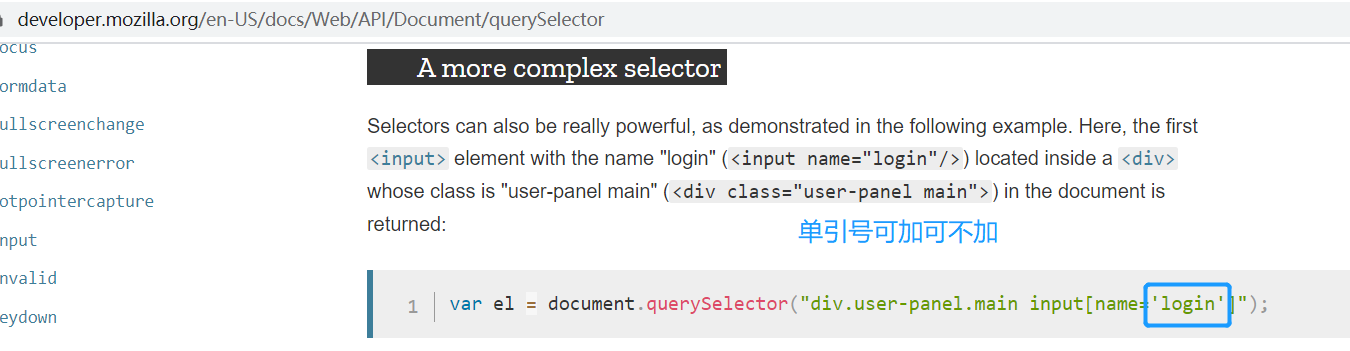 developer.mozilla.org/en-US/docs/Web/API/Document/querySelector
ocus
ormdata
ullscreenchange
ullscreenerror
otpointercapture
nput
nvalid
eydown
A more complex selector
Selectors can also be really powerful, as demonstrated in the following example. Here, the first
<input> element with the name "login" (<input name="login"/>) located inside a <div>
whose class is "user-panel main" (<div class="user-panel main">) in the document is
returned:
单引号可加可不加
1 var el = document.querySelector("div.user-panel.main input[name='login']");